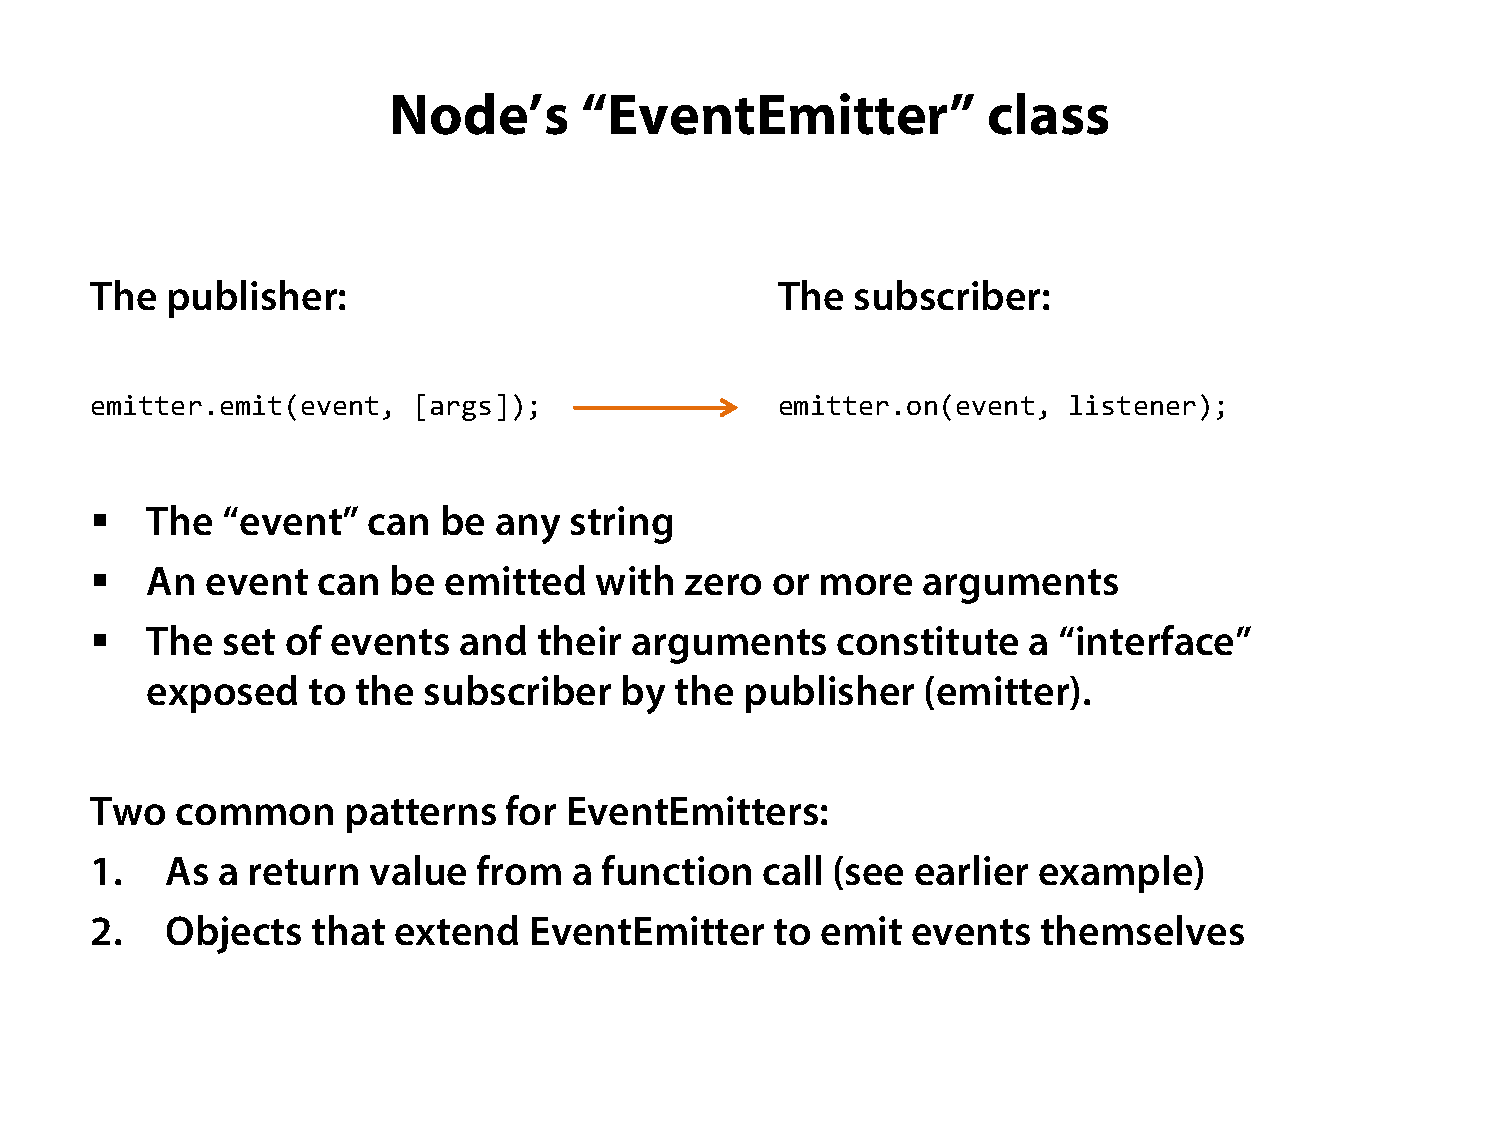 Node’s “EventEmitter” class
The publisher:
The subscriber:
emitter.emit(event, [args]);
emitter.on(event, listener);
▪ The “event” can be any string
▪ An event can be emitted with zero or more arguments
▪ The set of events and their arguments constitute a “interface”
exposed to the subscriber by the publisher (emitter).
Two common patterns for EventEmitters:
1. As a return value from a function call (see earlier example)
2. Objects that extend EventEmitter to emit events themselves